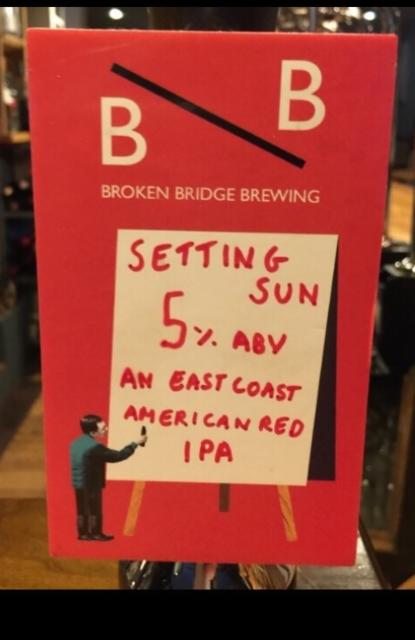 B B
BROKEN BRIDGE BREWING
SETTING
SUN
5% ABV
AN EAST COAST
AMERICAN RED
IPA